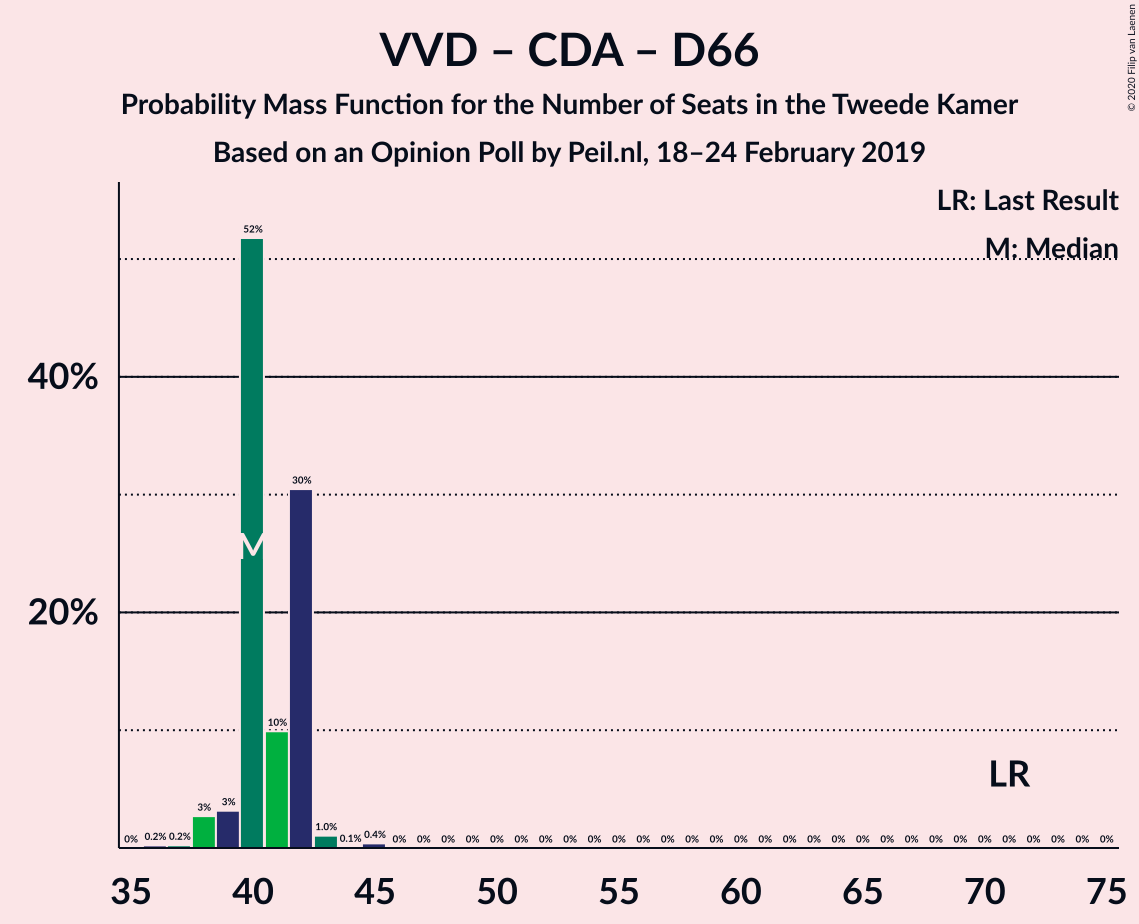 VVD – CDA – D66
Probability Mass Function for the Number of Seats in the Tweede Kamer
Based on an Opinion Poll by Peil.nl, 18–24 February 2019
© 2020 Filip van Laenen
LR: Last Result
M: Median
40%
20%
0% 0.2% 0.2% 3% 3% 52% 10% 30% 1.0% 0.1% 0.4% 0% 0% 0% 0% 0% 0% 0% 0% 0% 0% 0% 0% 0% 0% 0% 0% 0% 0% 0% 0% 0% 0% 0% 0% 0% 0% 0% 0% 0% 0%
M
LR
35 40 45 50 55 60 65 70 75